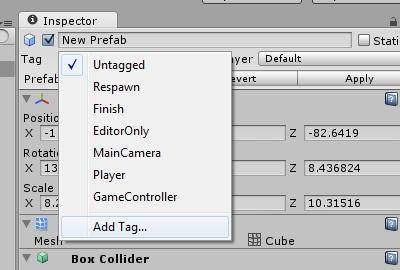 Inspector
New Prefab
Stati
Tag
yer Default
Untagged
Respawn
Finish
EditorOnly
MainCamera
Player
GameController
Add Tag...
Prefab
evert Apply
Positio
X -1 Z -82.6419
Rotatio
X 13 Z 8.436824
Scale
X 8.2 Z 10.31516
Mesh
Cube
Box Collider